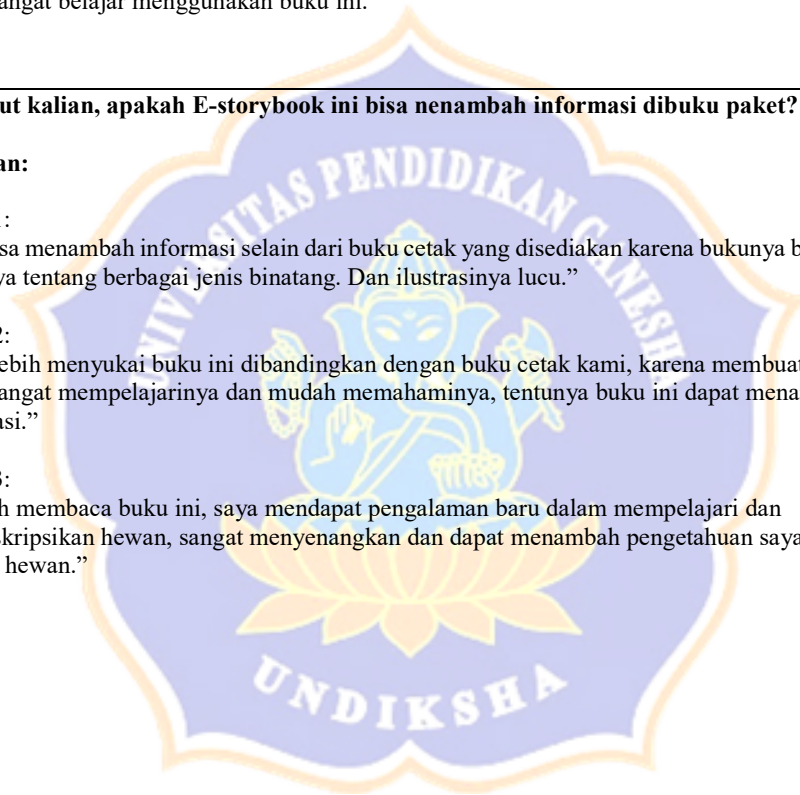 angat belajar menggunakan buku ini.
ut kalian, apakah E-storybook ini bisa nenambah informasi dibuku paket?
an:
:
sa menambah informasi selain dari buku cetak yang disediakan karena bukunya b
ya tentang berbagai jenis binatang. Dan ilustrasinya lucu.”
2:
ebih menyukai buku ini dibandingkan dengan buku cetak kami, karena membuat
angat mempelajarinya dan mudah memahaminya, tentunya buku ini dapat mena
asi.”
3:
h membaca buku ini, saya mendapat pengalaman baru dalam mempelajari dan
kripsikan hewan, sangat menyenangkan dan dapat menambah pengetahuan saya
hewan.”
UNIVERSITAS PENDIDIKAN GANESHA
UNDIKSHA